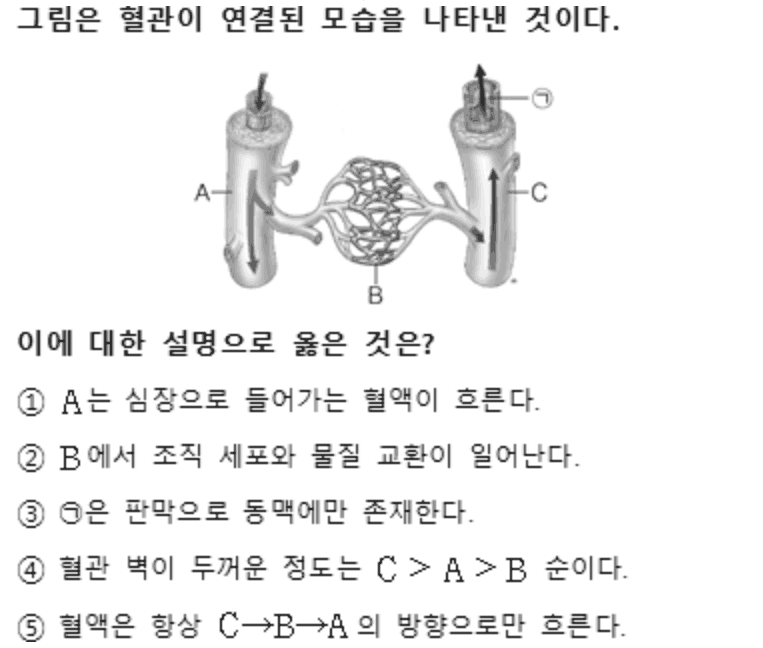 그림은 혈관이 연결된 모습을 나타낸 것이다.
㉠
A
C
B
이에 대한 설명으로 옳은 것은?
① A는 심장으로 들어가는 혈액이 흐른다.
② B에서 조직 세포와 물질 교환이 일어난다.
③ ㉠은 판막으로 동맥에만 존재한다.
④ 혈관 벽이 두꺼운 정도는 C > A > B 순이다.
⑤ 혈액은 항상 C→B→A 의 방향으로만 흐른다.